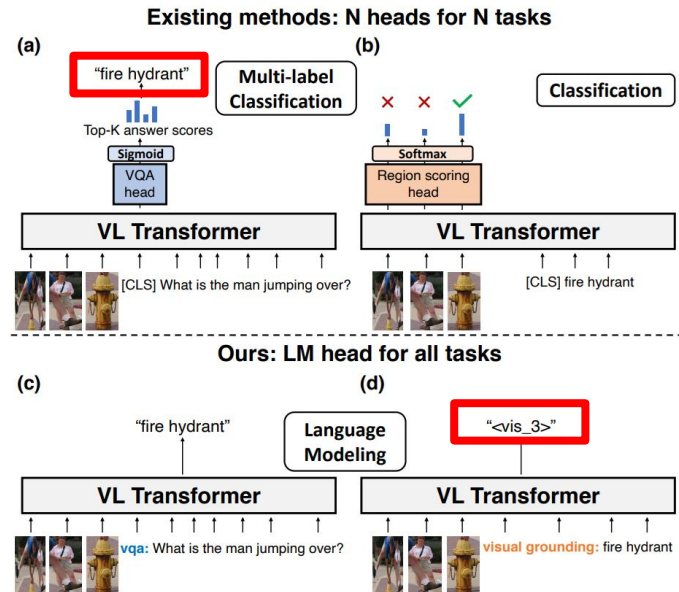 Existing methods: N heads for N tasks
(a)
"fire hydrant"
Multi-label
Classification
Top-K answer scores
Sigmoid
VQA
head
VL Transformer
[CLS] What is the man jumping over?
(b)
Classification
Softmax
Region scoring
head
VL Transformer
[CLS] fire hydrant
Ours: LM head for all tasks
(c)
"fire hydrant"
Language
Modeling
VL Transformer
vqa: What is the man jumping over?
(d)
"<vis_3>"
VL Transformer
visual grounding: fire hydrant